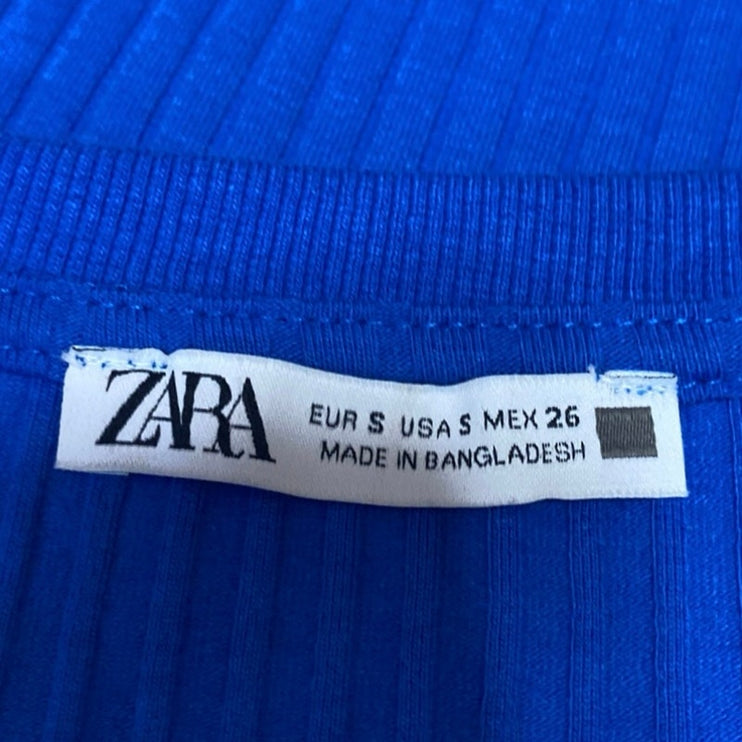 ZARA
EUR S USA S MEX 26
MADE IN BANGLADESH